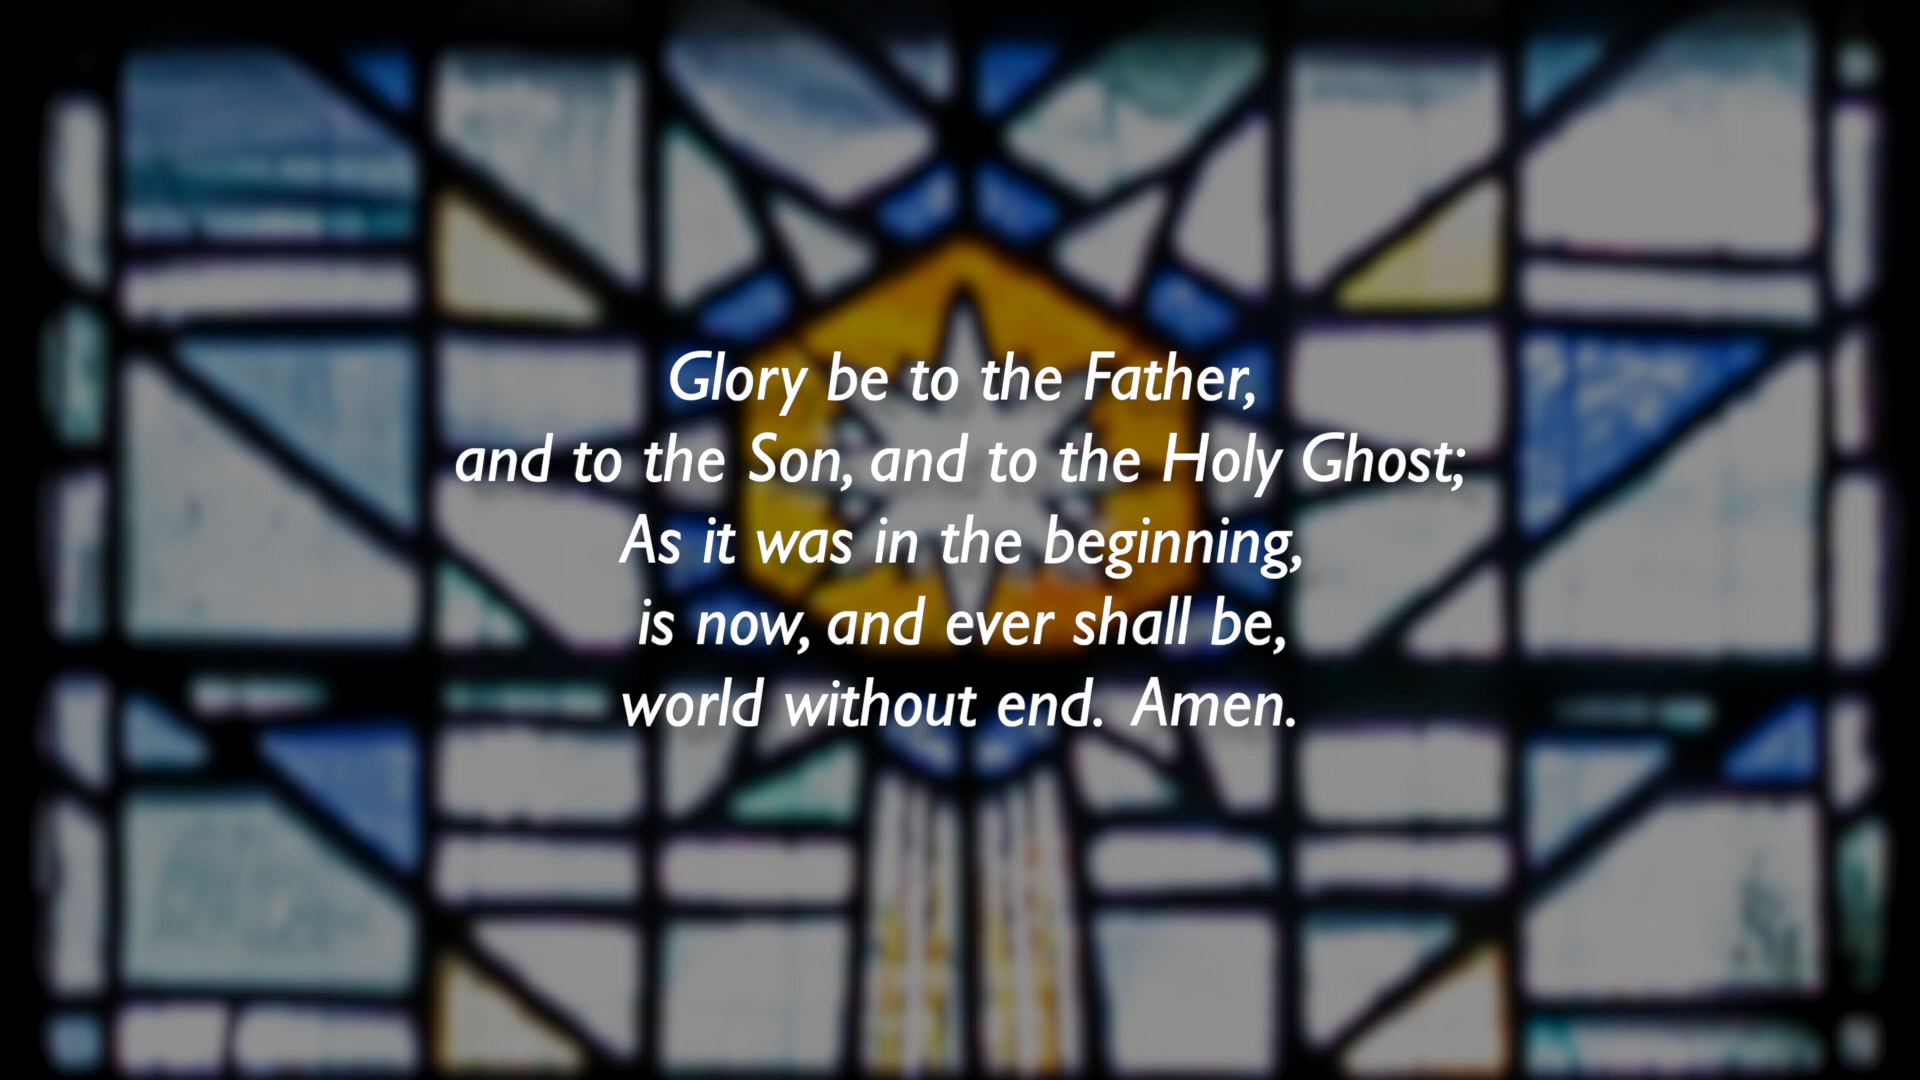 Glory be to the Father,
and to the Son, and to the Holy Ghost;
As it was in the beginning,
is now, and ever shall be,
world without end. Amen.